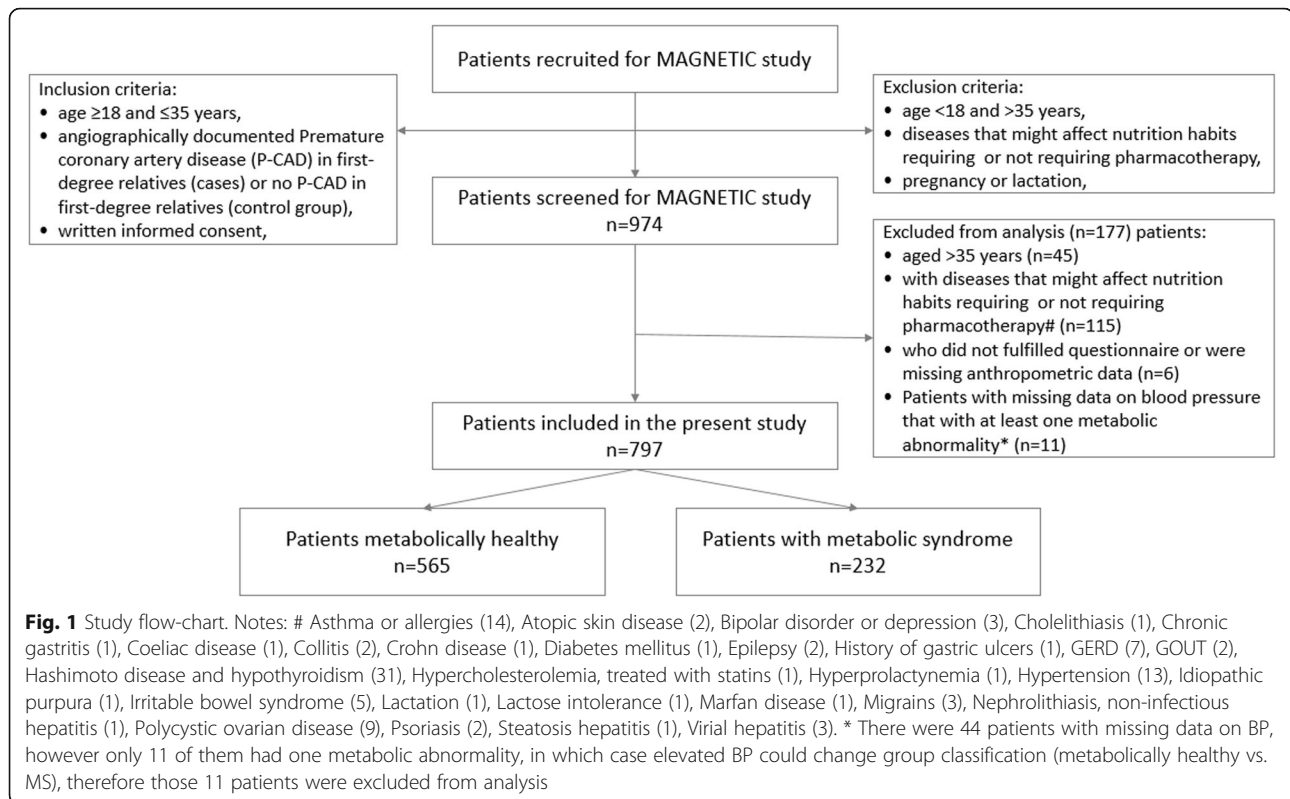 Patients recruited for MAGNETIC study
Inclusion criteria:
• age ≥18 and ≤35 years,
• angiographically documented Premature
coronary artery disease (P-CAD) in first-
degree relatives (cases) or no P-CAD in
first-degree relatives (control group),
• written informed consent,
Exclusion criteria:
• age <18 and >35 years,
• diseases that might affect nutrition habits
requiring or not requiring pharmacotherapy,
• pregnancy or lactation,
Patients screened for MAGNETIC study
n=974
Excluded from analysis (n=177) patients:
• aged >35 years (n=45)
• with diseases that might affect nutrition
habits requiring or not requiring
pharmacotherapy# (n=115)
• who did not fulfilled questionnaire or were
missing anthropometric data (n=6)
• Patients with missing data on blood pressure
that with at least one metabolic
abnormality* (n=11)
Patients included in the present study
n=797
Patients metabolically healthy
n=565
Patients with metabolic syndrome
n=232
Fig. 1 Study flow-chart. Notes: # Asthma or allergies (14), Atopic skin disease (2), Bipolar disorder or depression (3), Cholelithiasis (1), Chronic
gastritis (1), Coeliac disease (1), Collitis (2), Crohn disease (1), Diabetes mellitus (1), Epilepsy (2), History of gastric ulcers (1), GERD (7), GOUT (2),
Hashimoto disease and hypothyroidism (31), Hypercholesterolemia, treated with statins (1), Hyperprolactynemia (1), Hypertension (13), Idiopathic
purpura (1), Irritable bowel syndrome (5), Lactation (1), Lactose intolerance (1), Marfan disease (1), Migrains (3), Nephrolithiasis, non-infectious
hepatitis (1), Polycystic ovarian disease (9), Psoriasis (2), Steatosis hepatitis (1), Virial hepatitis (3). * There were 44 patients with missing data on BP,
however only 11 of them had one metabolic abnormality, in which case elevated BP could change group classification (metabolically healthy vs.
MS), therefore those 11 patients were excluded from analysis